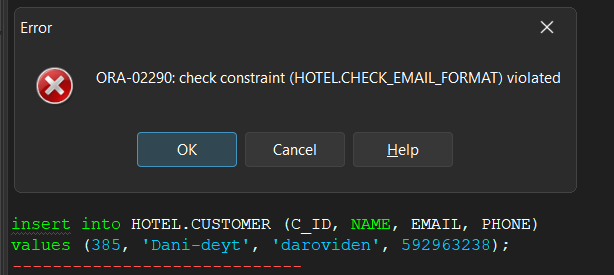 Error
ORA-02290: check constraint (HOTEL.CHECK_EMAIL_FORMAT) violated
OK Cancel Help
insert into HOTEL.CUSTOMER (C_ID, NAME, EMAIL, PHONE)
values (385, 'Dani-deyt', 'daroviden', 592963238);
-----------------------------